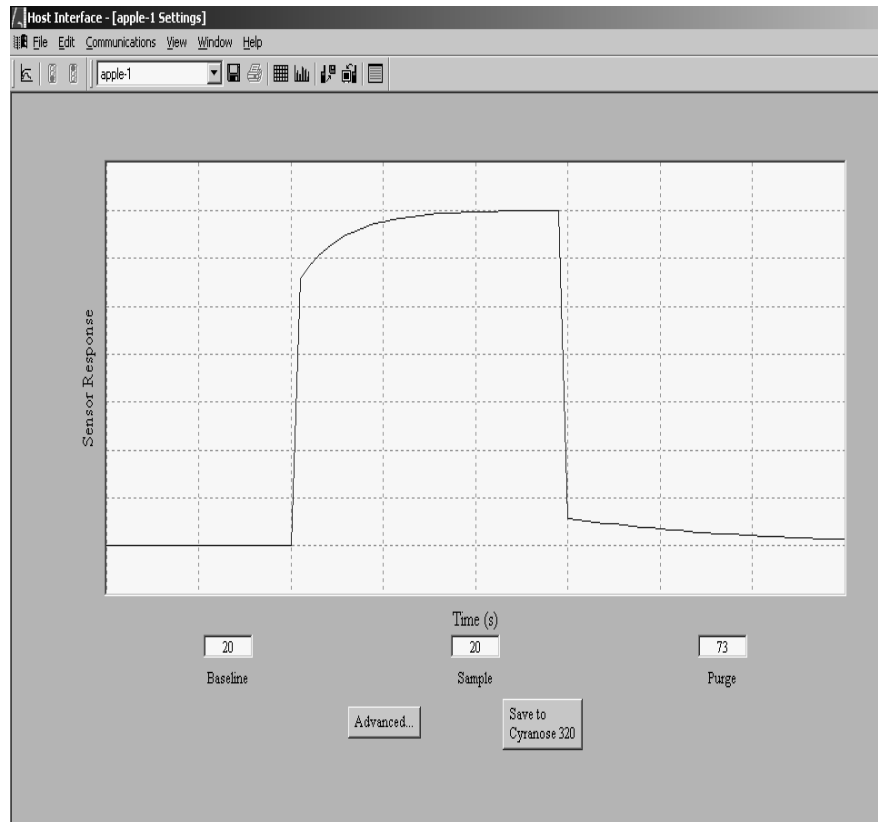 Host Interface - [apple-1 Settings]
File Edit Communications View Window Help
apple-1
Sensor Response
Time (s)
20 20 73
Baseline Sample Purge
Advanced...
Save to
Cyranose 320